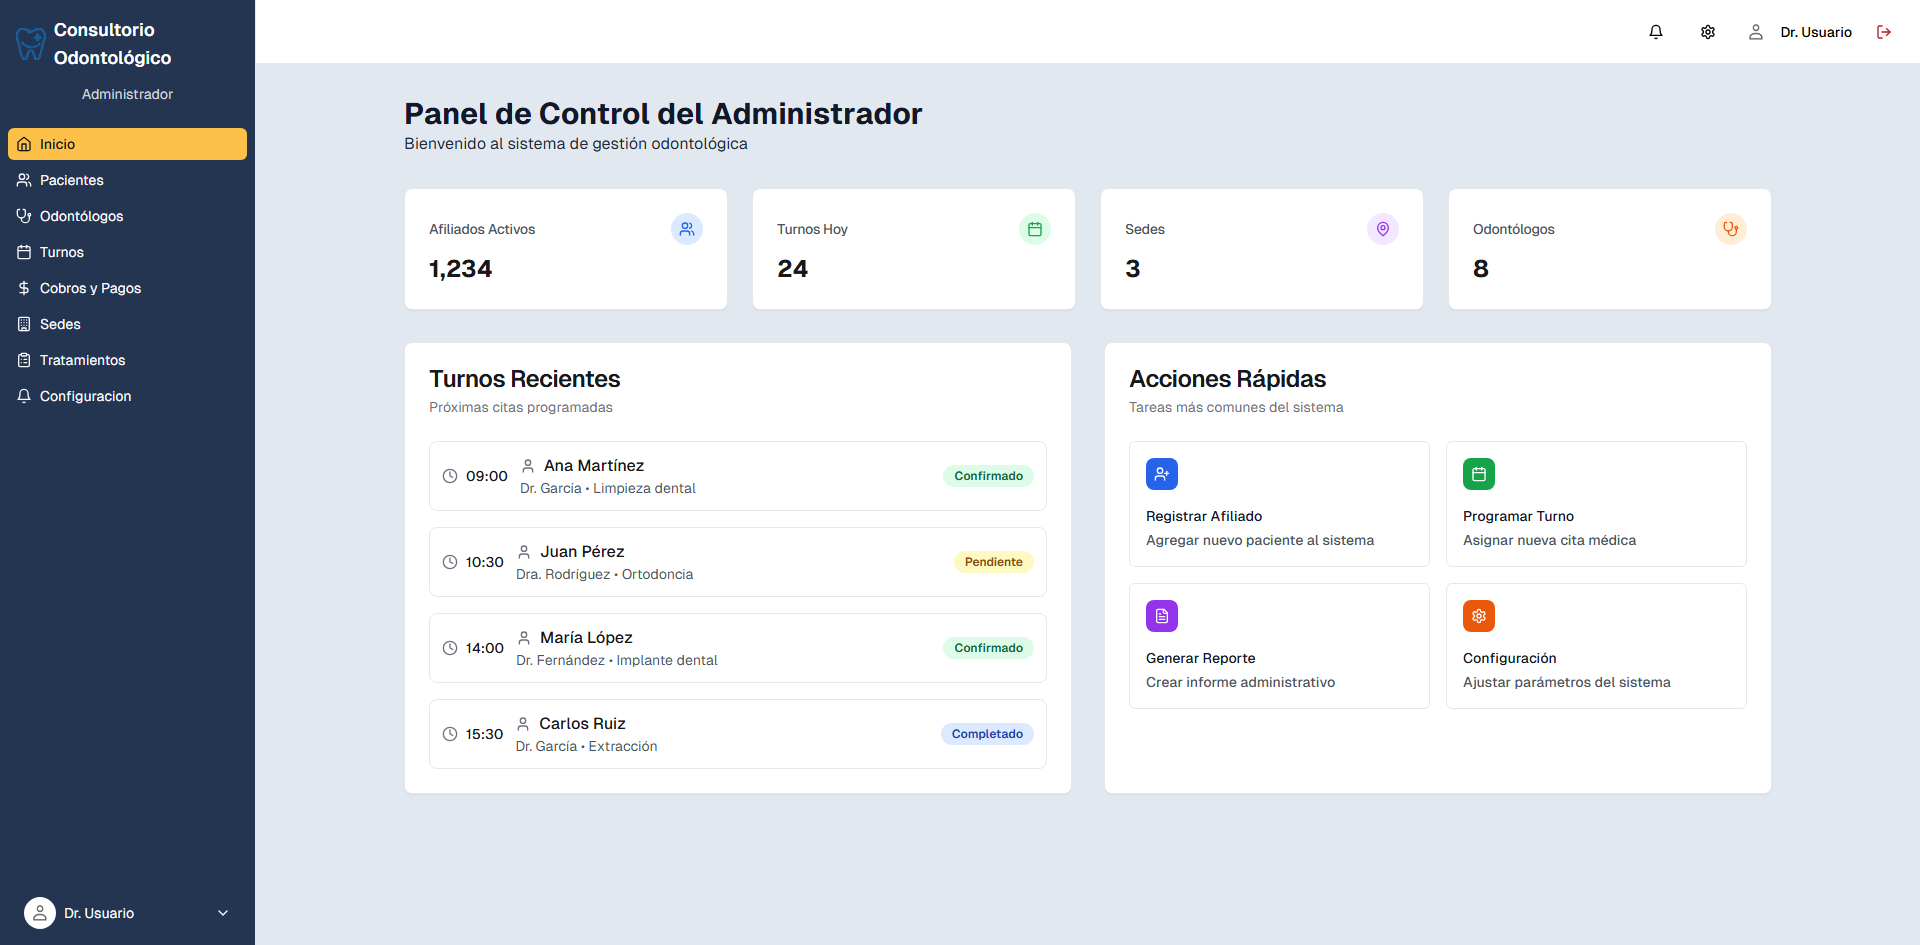 Consultorio
Odontológico
Administrador
Inicio
Pacientes
Odontólogos
Turnos
Cobros y Pagos
Sedes
Tratamientos
Configuracion
Dr. Usuario
Dr. Usuario
Panel de Control del Administrador
Bienvenido al sistema de gestión odontológica
Afiliados Activos
1,234
Turnos Hoy
24
Sedes
3
Odontólogos
8
Turnos Recientes
Próximas citas programadas
09:00
Ana Martínez
Dr. García • Limpieza dental
Confirmado
10:30
Juan Pérez
Dra. Rodríguez • Ortodoncia
Pendiente
14:00
María López
Dr. Fernández • Implante dental
Confirmado
15:30
Carlos Ruiz
Dr. García • Extracción
Completado
Acciones Rápidas
Tareas más comunes del sistema
Registrar Afiliado
Agregar nuevo paciente al sistema
Programar Turno
Asignar nueva cita médica
Generar Reporte
Crear informe administrativo
Configuración
Ajustar parámetros del sistema